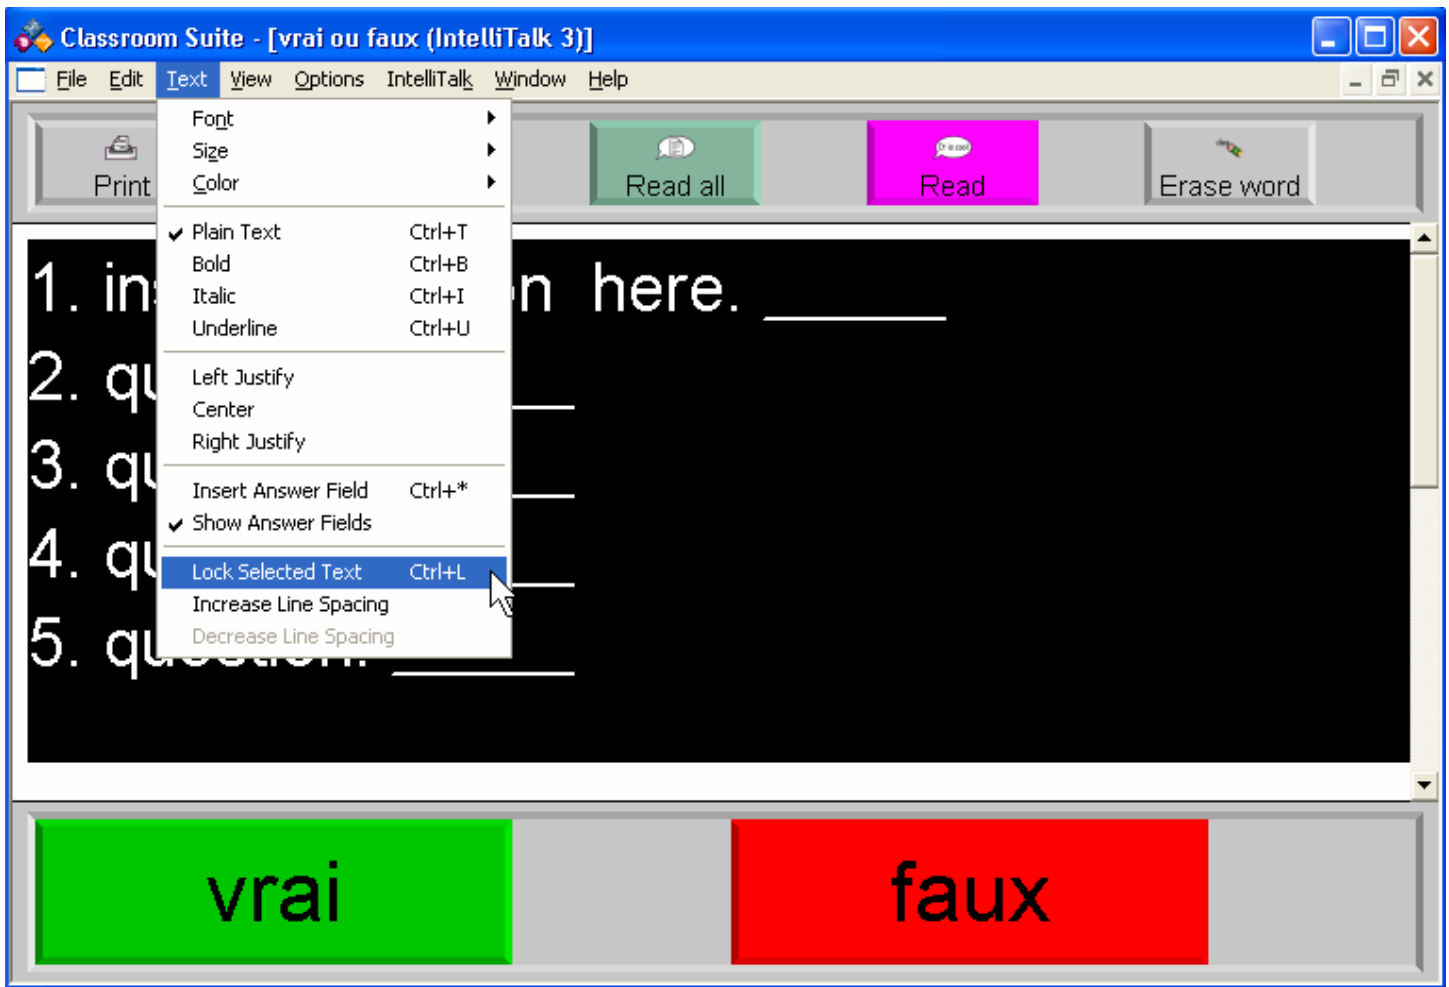 Classroom Suite - [vrai ou faux (IntelliTalk 3)]
File Edit Text View Options IntelliTalk Window Help
Print Read all Read Erase word
Font
Size
Color
Plain Text Ctrl+T
Bold Ctrl+B
Italic Ctrl+I
Underline Ctrl+U
Left Justify
Center
Right Justify
Insert Answer Field Ctrl+*
Show Answer Fields
Lock Selected Text Ctrl+L
Increase Line Spacing
Decrease Line Spacing
1. here. ______
2.
3.
4.
5. question. ______
vrai faux